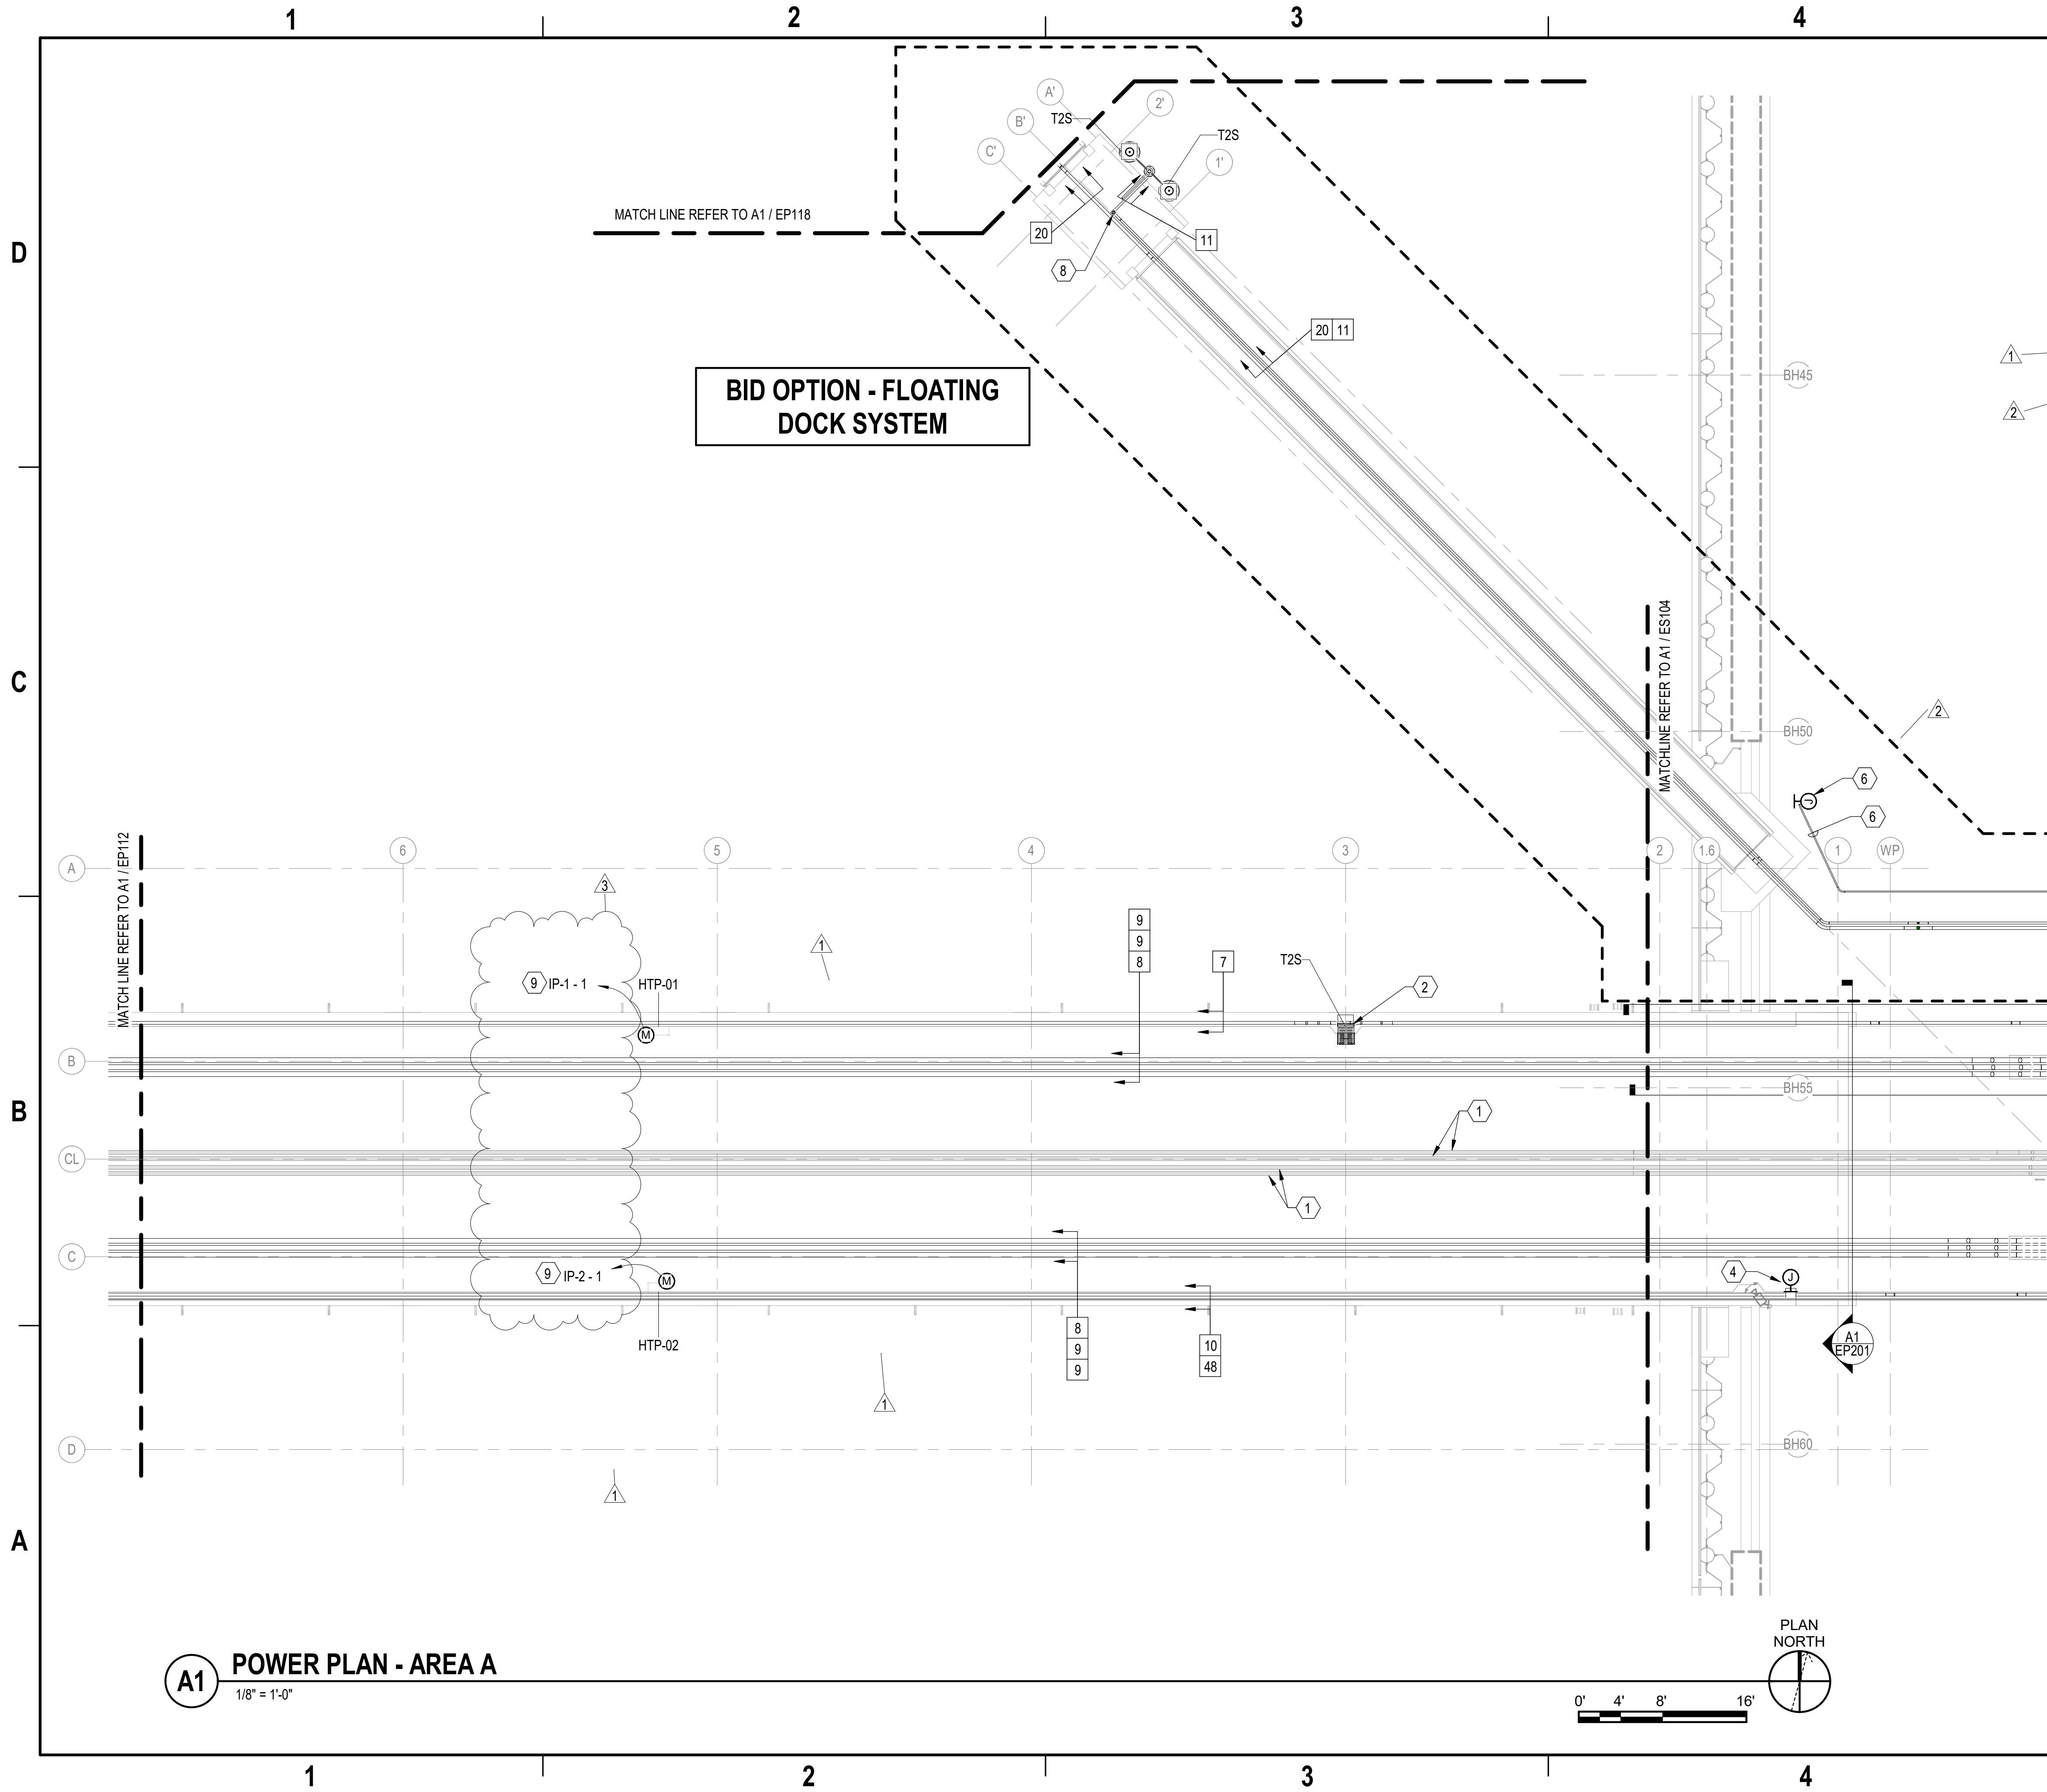 1 2 3 4
A'
2'
B'
T2S
T2S
C'
1'
MATCH LINE REFER TO A1 / EP118
20
11
D
8
20 11
1
BID OPTION - FLOATING
DOCK SYSTEM
BH45
2
MATCHLINE REFER TO A1 / ES104
C
2
BH50
6
6
MATCH LINE REFER TO A1 / EP112
6 5 4 3 2 1.6 1 WP
A
3
9
9
8
1
7
T2S
2
9 IP-1 - 1
HTP-01
M
B
BH55
B
1
CL
1
C
9 IP-2 - 1
M
4
J
J
HTP-02
8
9
9
10
48
A1
EP201
1
D
BH60
1
A
PLAN
NORTH
A1
POWER PLAN - AREA A
1/8" = 1'-0"
0' 4' 8' 16'
1 2 3 4